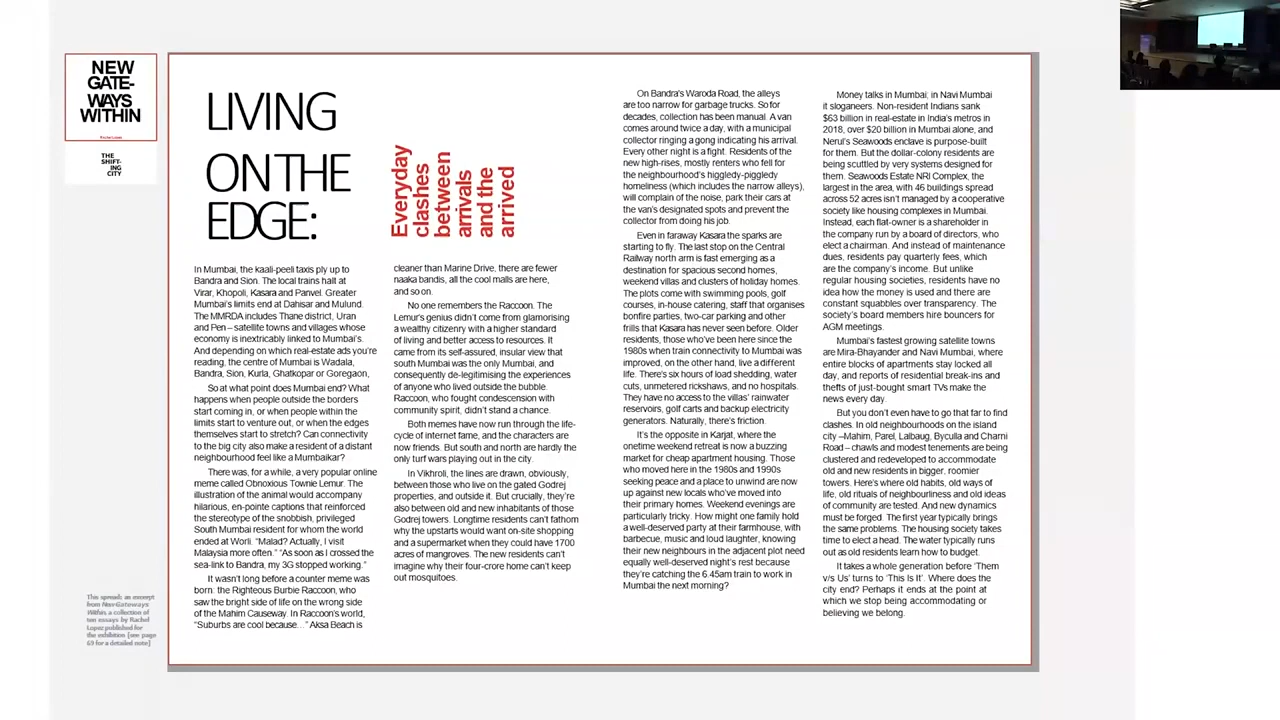 NEW
GATE-
WAYS
WITHIN
Rachel Lopez
THE
SHIFT-
ING
CITY
LIVING
ON THE
EDGE:
Everyday
clashes
between
arrivals
and the
arrived
In Mumbai, the kaali-peeli taxis ply up to
Bandra and Sion. The local trains halt at
Virar, Khopoli, Kasara and Panvel. Greater
Mumbai's limits end at Dahisar and Mulund.
The MMRDA includes Thane district, Uran
and Pen – satellite towns and villages whose
economy is inextricably linked to Mumbai's.
And depending on which real-estate ads you're
reading, the centre of Mumbai is Wadala,
Bandra, Sion, Kurla, Ghatkopar or Goregaon,
So at what point does Mumbai end? What
happens when people outside the borders
start coming in, or when people within the
limits start to venture out, or when the edges
themselves start to stretch? Can connectivity
to the big city also make a resident of a distant
neighbourhood feel like a Mumbaikar?
There was, for a while, a very popular online
meme called Obnoxious Townie Lemur. The
illustration of the animal would accompany
hilarious, en-pointe captions that reinforced
the stereotype of the snobbish, privileged
South Mumbai resident for whom the world
ended at Worli. "Malad? Actually, I visit
Malaysia more often." "As soon as I crossed the
sea-link to Bandra, my 3G stopped working."
It wasn't long before a counter meme was
born: the Righteous Burbie Raccoon, who
saw the bright side of life on the wrong side
of the Mahim Causeway. In Raccoon's world,
"Suburbs are cool because…" Aksa Beach is
cleaner than Marine Drive, there are fewer
naaka bandis, all the cool malls are here,
and so on.
No one remembers the Raccoon. The
Lemur's genius didn't come from glamorising
a wealthy citizenry with a higher standard
of living and better access to resources. It
came from its self-assured, insular view that
south Mumbai was the only Mumbai, and
consequently de-legitimising the experiences
of anyone who lived outside the bubble.
Raccoon, who fought condescension with
community spirit, didn't stand a chance.
Both memes have now run through the life-
cycle of internet fame, and the characters are
now friends. But south and north are hardly the
only turf wars playing out in the city.
In Vikhroli, the lines are drawn, obviously,
between those who live on the gated Godrej
properties, and outside it. But crucially, they're
also between old and new inhabitants of those
Godrej towers. Longtime residents can't fathom
why the upstarts would want on-site shopping
and a supermarket when they could have 1700
acres of mangroves. The new residents can't
imagine why their four-crore home can't keep
out mosquitoes.
On Bandra's Waroda Road, the alleys
are too narrow for garbage trucks. So for
decades, collection has been manual. A van
comes around twice a day, with a municipal
collector ringing a gong indicating his arrival.
Every other night is a fight. Residents of the
new high-rises, mostly renters who fell for
the neighbourhood's higgledy-piggledy
homeliness (which includes the narrow alleys),
will complain of the noise, park their cars at
the van's designated spots and prevent the
collector from doing his job.
Even in faraway Kasara the sparks are
starting to fly. The last stop on the Central
Railway north arm is fast emerging as a
destination for spacious second homes,
weekend villas and clusters of holiday homes.
The plots come with swimming pools, golf
courses, in-house catering, staff that organises
bonfire parties, two-car parking and other
frills that Kasara has never seen before. Older
residents, those who've been here since the
1980s when train connectivity to Mumbai was
improved, on the other hand, live a different
life. There's six hours of load shedding, water
cuts, unmetered rickshaws, and no hospitals.
They have no access to the villas' rainwater
reservoirs, golf carts and backup electricity
generators. Naturally, there's friction.
It's the opposite in Karjat, where the
onetime weekend retreat is now a buzzing
market for cheap apartment housing. Those
who moved here in the 1980s and 1990s
seeking peace and a place to unwind are now
up against new locals who've moved into
their primary homes. Weekend evenings are
particularly tricky. How might one family hold
a well-deserved party at their farmhouse, with
barbecue, music and loud laughter, knowing
their new neighbours in the adjacent plot need
equally well-deserved night's rest because
they're catching the 6.45am train to work in
Mumbai the next morning?
Money talks in Mumbai; in Navi Mumbai
it sloganeers. Non-resident Indians sank
$63 billion in real-estate in India's metros in
2018, over $20 billion in Mumbai alone, and
Nerul's Seawoods enclave is purpose-built
for them. But the dollar-colony residents are
being scuttled by very systems designed for
them. Seawoods Estate NRI Complex, the
largest in the area, with 46 buildings spread
across 52 acres isn't managed by a cooperative
society like housing complexes in Mumbai.
Instead, each flat-owner is a shareholder in
the company run by a board of directors, who
elect a chairman. And instead of maintenance
dues, residents pay quarterly fees, which
are the company's income. But unlike
regular housing societies, residents have no
idea how the money is used and there are
constant squabbles over transparency. The
society's board members hire bouncers for
AGM meetings.
Mumbai's fastest growing satellite towns
are Mira-Bhayander and Navi Mumbai, where
entire blocks of apartments stay locked all
day, and reports of residential break-ins and
thefts of just-bought smart TVs make the
news every day.
But you don't even have to go that far to find
clashes. In old neighbourhoods on the island
city –Mahim, Parel, Lalbaug, Byculla and Charni
Road – chawls and modest tenements are being
clustered and redeveloped to accommodate
old and new residents in bigger, roomier
towers. Here's where old habits, old ways of
life, old rituals of neighbourliness and old ideas
of community are tested. And new dynamics
must be forged. The first year typically brings
the same problems. The housing society takes
time to elect a head. The water typically runs
out as old residents learn how to budget.
It takes a whole generation before 'Them
v/s Us' turns to 'This Is It'. Where does the
city end? Perhaps it ends at the point at
which we stop being accommodating or
believing we belong.
This spread: an excerpt
from New Gateways
Within, a collection of
ten essays by Rachel
Lopez published for
the exhibition [see page
69 for a detailed note]